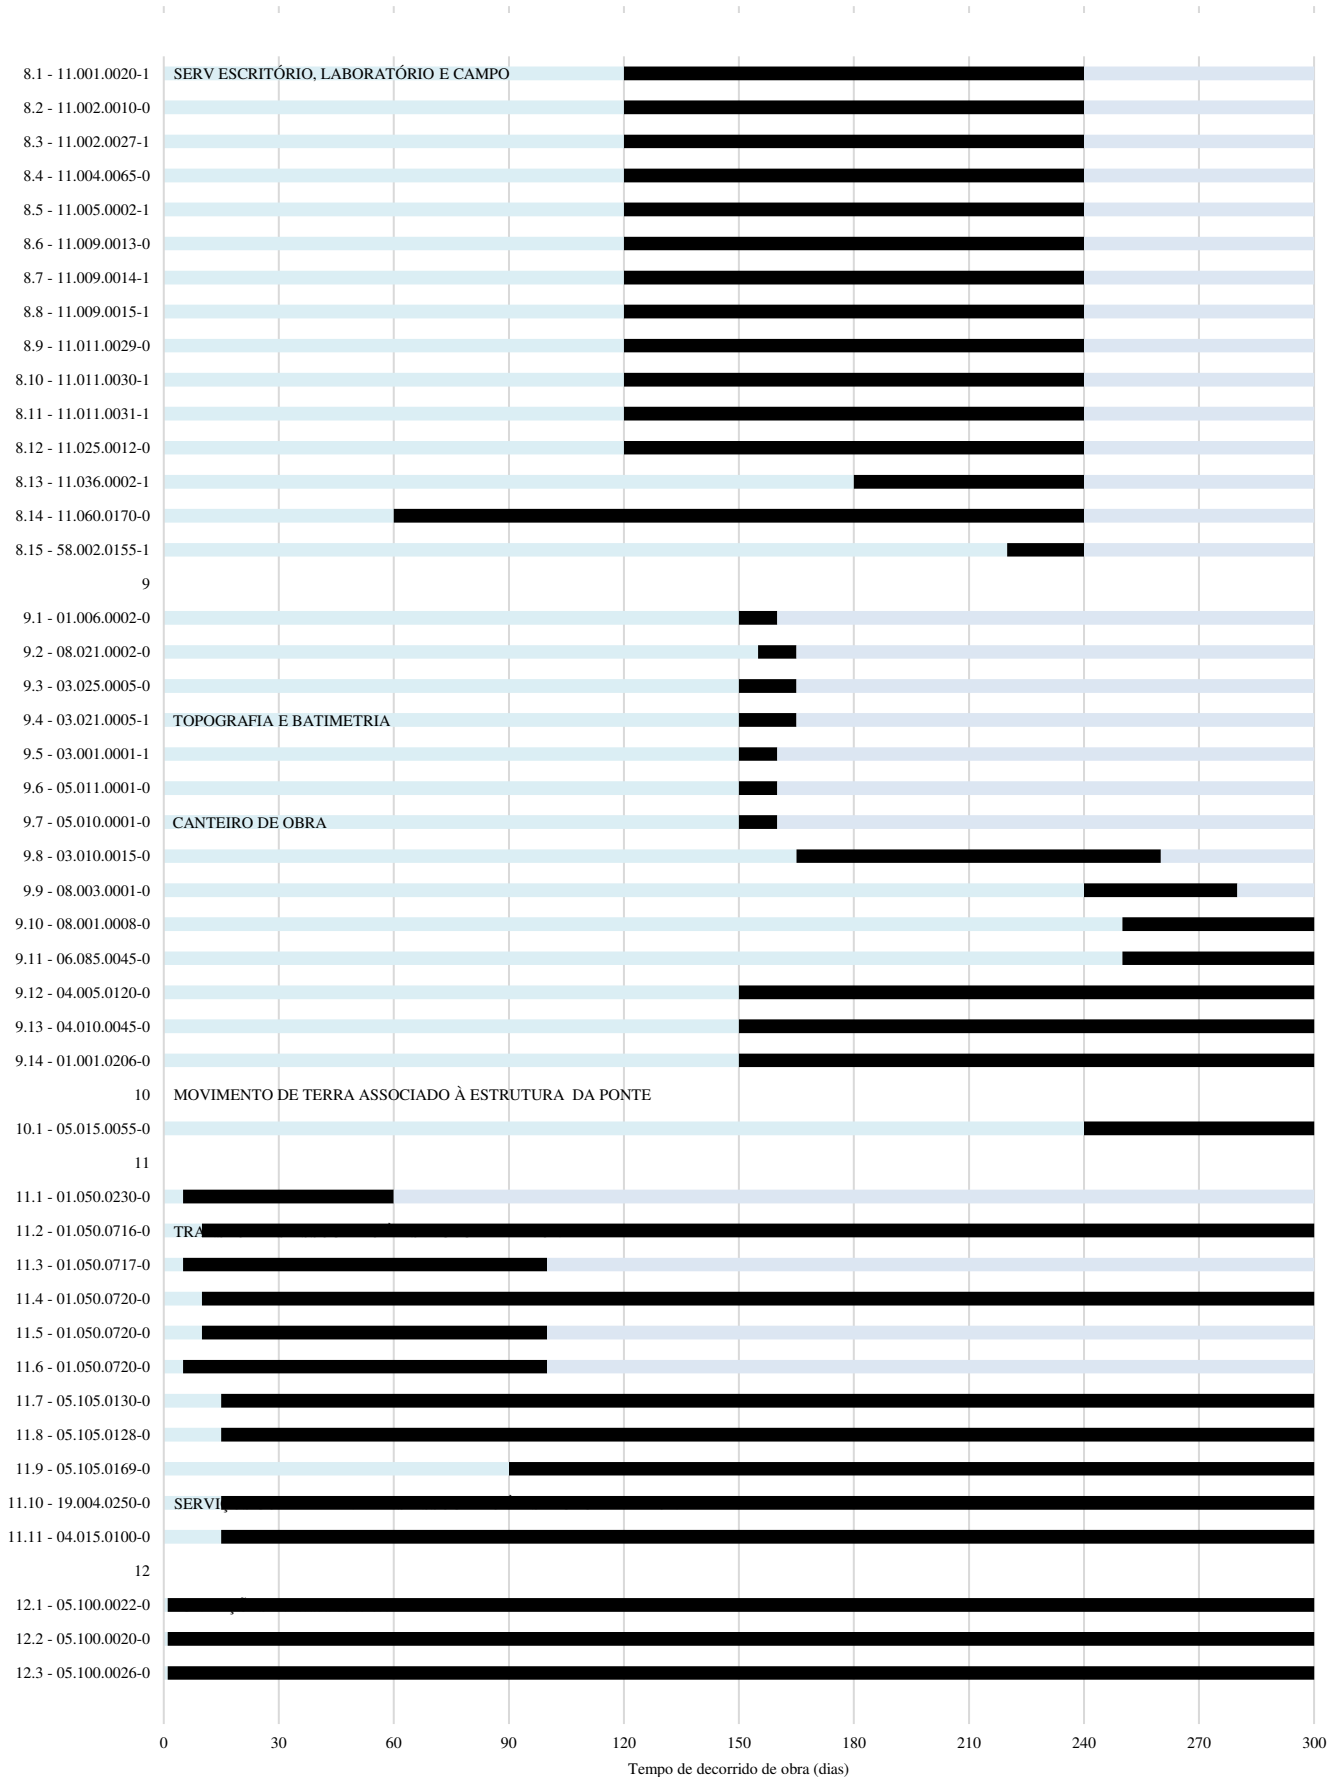 8.1 - 11.001.0020-1 SERV ESCRITÓRIO, LABORATÓRIO E CAMPO
8.2 - 11.002.0010-0
8.3 - 11.002.0027-1
8.4 - 11.004.0065-0
8.5 - 11.005.0002-1
8.6 - 11.009.0013-0
8.7 - 11.009.0014-1
8.8 - 11.009.0015-1
8.9 - 11.011.0029-0
8.10 - 11.011.0030-1
8.11 - 11.011.0031-1
8.12 - 11.025.0012-0
8.13 - 11.036.0002-1
8.14 - 11.060.0170-0
8.15 - 58.002.0155-1
9
9.1 - 01.006.0002-0
9.2 - 08.021.0002-0
9.3 - 03.025.0005-0
9.4 - 03.021.0005-1 TOPOGRAFIA E BATIMETRIA
9.5 - 03.001.0001-1
9.6 - 05.011.0001-0
9.7 - 05.010.0001-0 CANTEIRO DE OBRA
9.8 - 03.010.0015-0
9.9 - 08.003.0001-0
9.10 - 08.001.0008-0
9.11 - 06.085.0045-0
9.12 - 04.005.0120-0
9.13 - 04.010.0045-0
9.14 - 01.001.0206-0
10 MOVIMENTO DE TERRA ASSOCIADO À ESTRUTURA DA PONTE
10.1 - 05.015.0055-0
11
11.1 - 01.050.0230-0
11.2 - 01.050.0716-0
11.3 - 01.050.0717-0
11.4 - 01.050.0720-0
11.5 - 01.050.0720-0
11.6 - 01.050.0720-0
11.7 - 05.105.0130-0
11.8 - 05.105.0128-0
11.9 - 05.105.0169-0
11.10 - 19.004.0250-0
11.11 - 04.015.0100-0
12
12.1 - 05.100.0022-0
12.2 - 05.100.0020-0
12.3 - 05.100.0026-0
0 30 60 90 120 150 180 210 240 270 300
Tempo de decorrido de obra (dias)